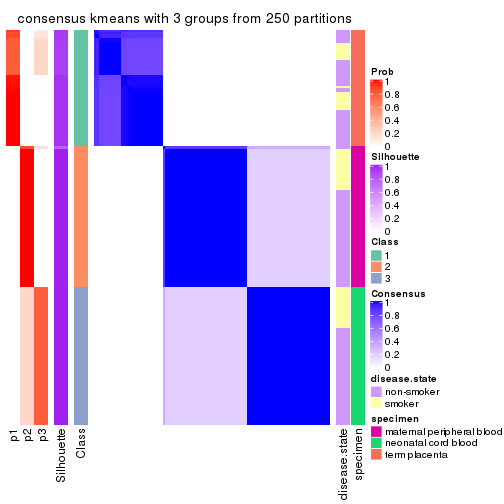 consensus kmeans with 3 groups from 250 partitions
Prob
1
0.8
0.6
0.4
0.2
0
Silhouette
1
0.8
0.6
0.4
0.2
0
Class
1
2
3
Consensus
1
0.8
0.6
0.4
0.2
0
disease.state
non-smoker
smoker
specimen
maternal peripheral blood
neonatal cord blood
term placenta
p1
p2
p3
Silhouette
Class
disease.state
specimen